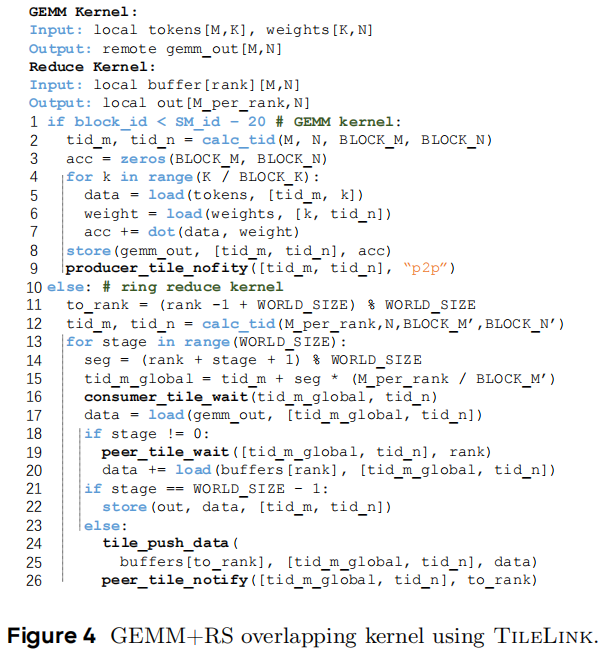 GEMM Kernel:
Input: local tokens[M,K], weights[K,N]
Output: remote gemm_out[M,N]
Reduce Kernel:
Input: local buffer[rank][M,N]
Output: local out[M_per_rank,N]
1 if block_id < SM_id - 20 # GEMM kernel:
2 tid_m, tid_n = calc_tid(M, N, BLOCK_M, BLOCK_N)
3 acc = zeros(BLOCK_M, BLOCK_N)
4 for k in range(K / BLOCK_K):
5 data = load(tokens, [tid_m, k])
6 weight = load(weights, [k, tid_n])
7 acc += dot(data, weight)
8 store(gemm_out, [tid_m, tid_n], acc)
9 producer_tile_nofity([tid_m, tid_n], "p2p")
10 else: # ring reduce kernel
11 to_rank = (rank -1 + WORLD_SIZE) % WORLD_SIZE
12 tid_m, tid_n = calc_tid(M_per_rank,N,BLOCK_M',BLOCK_N')
13 for stage in range(WORLD_SIZE):
14 seg = (rank + stage + 1) % WORLD_SIZE
15 tid_m_global = tid_m + seg * (M_per_rank / BLOCK_M')
16 consumer_tile_wait(tid_m_global, tid_n)
17 data = load(gemm_out, [tid_m_global, tid_n])
18 if stage != 0:
19 peer_tile_wait([tid_m_global, tid_n], rank)
20 data += load(buffers[rank], [tid_m_global, tid_n])
21 if stage == WORLD_SIZE - 1:
22 store(out, data, [tid_m, tid_n])
23 else:
24 tile_push_data(
25 buffers[to_rank], [tid_m_global, tid_n], data)
26 peer_tile_notify([tid_m_global, tid_n], to_rank)
Figure 4 GEMM+RS overlapping kernel using TILELINK.